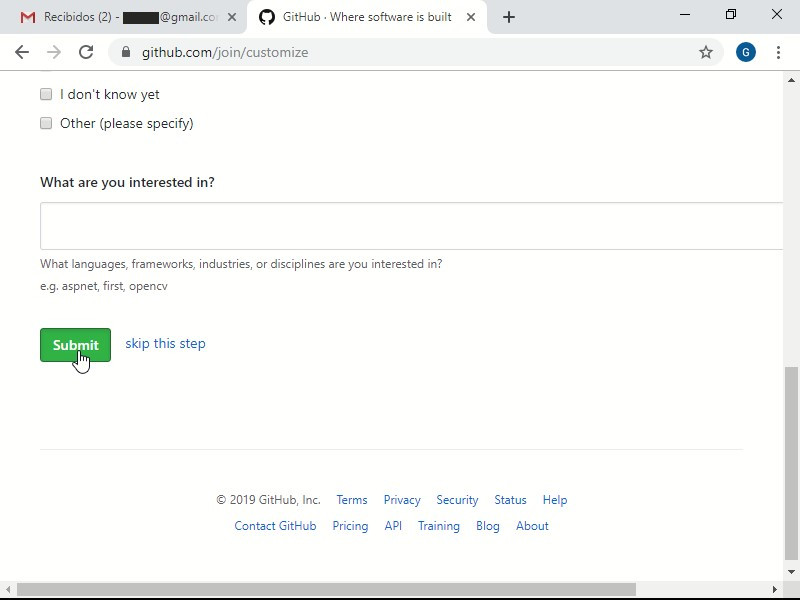 Recibidos (2) - @gmail.co
GitHub · Where software is built
github.com/join/customize
G
I don't know yet
Other (please specify)
What are you interested in?
What languages, frameworks, industries, or disciplines are you interested in?
e.g. aspnet, first, opencv
Submit skip this step
© 2019 GitHub, Inc. Terms Privacy Security Status Help
Contact GitHub Pricing API Training Blog About